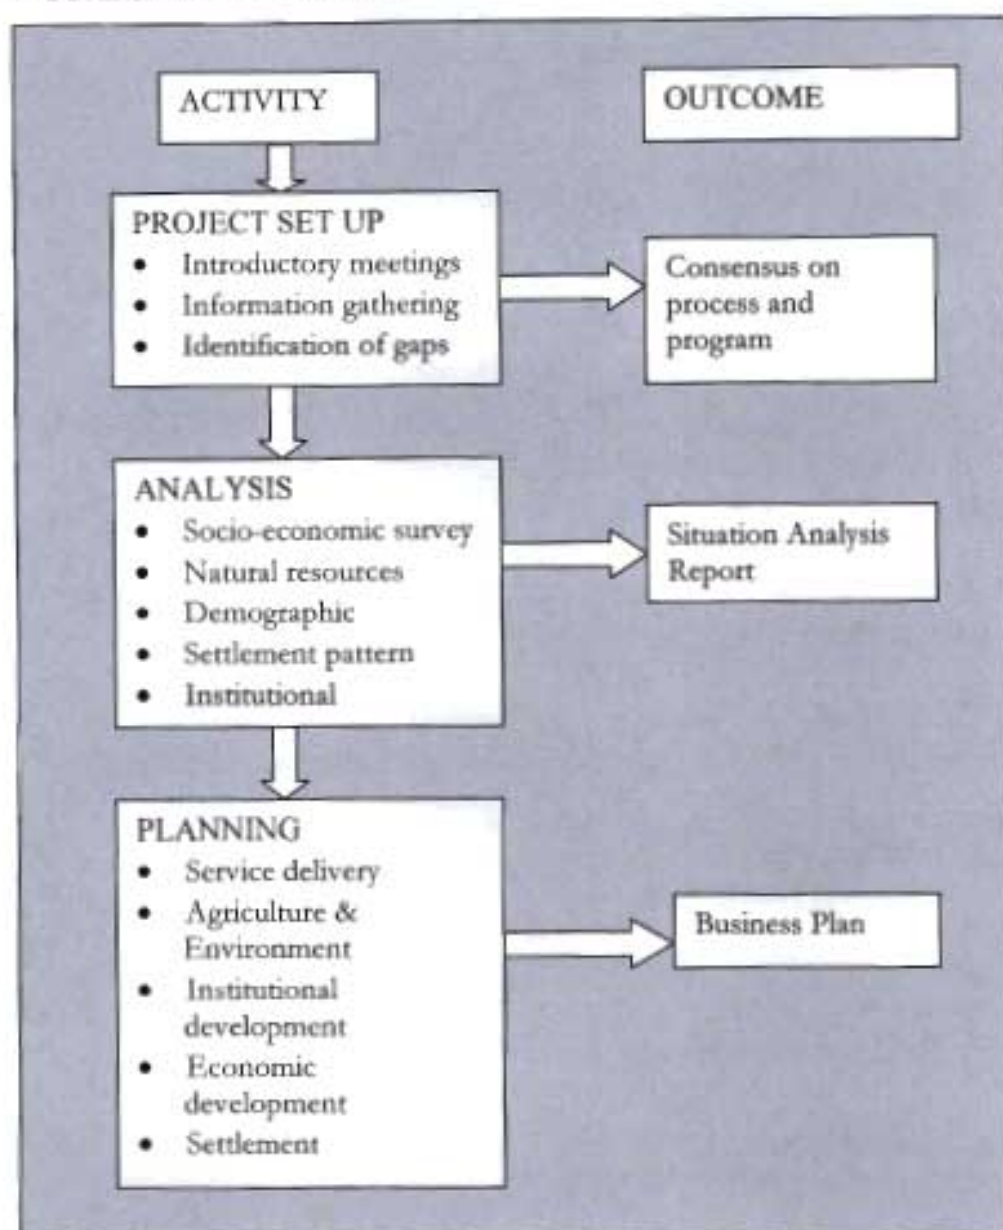 ACTIVITY
OUTCOME
PROJECT SET UP
• Introductory meetings
• Information gathering
• Identification of gaps
Consensus on
process and
program
ANALYSIS
• Socio-economic survey
• Natural resources
• Demographic
• Settlement pattern
• Institutional
Situation Analysis
Report
PLANNING
• Service delivery
• Agriculture &
Environment
• Institutional
development
• Economic
development
• Settlement
Business Plan